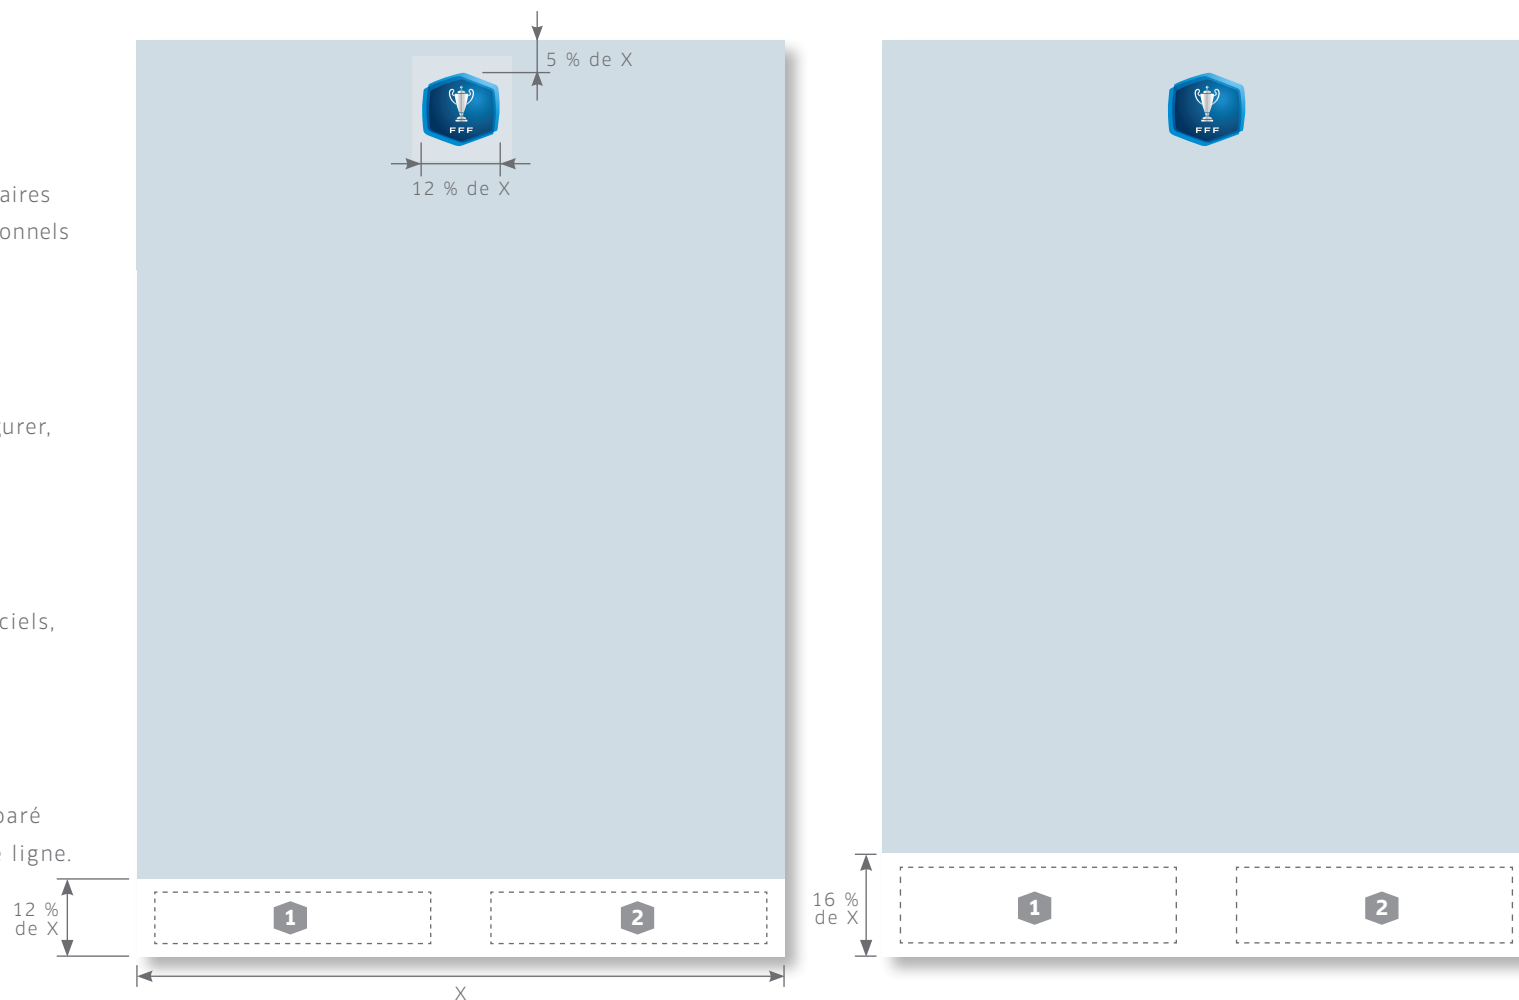 aires
onnels
gurer,
ciels,
paré
ligne.
5 % de X
FFF
12 % de X
12 %
de X
1
2
X
FFF
16 %
de X
1
2